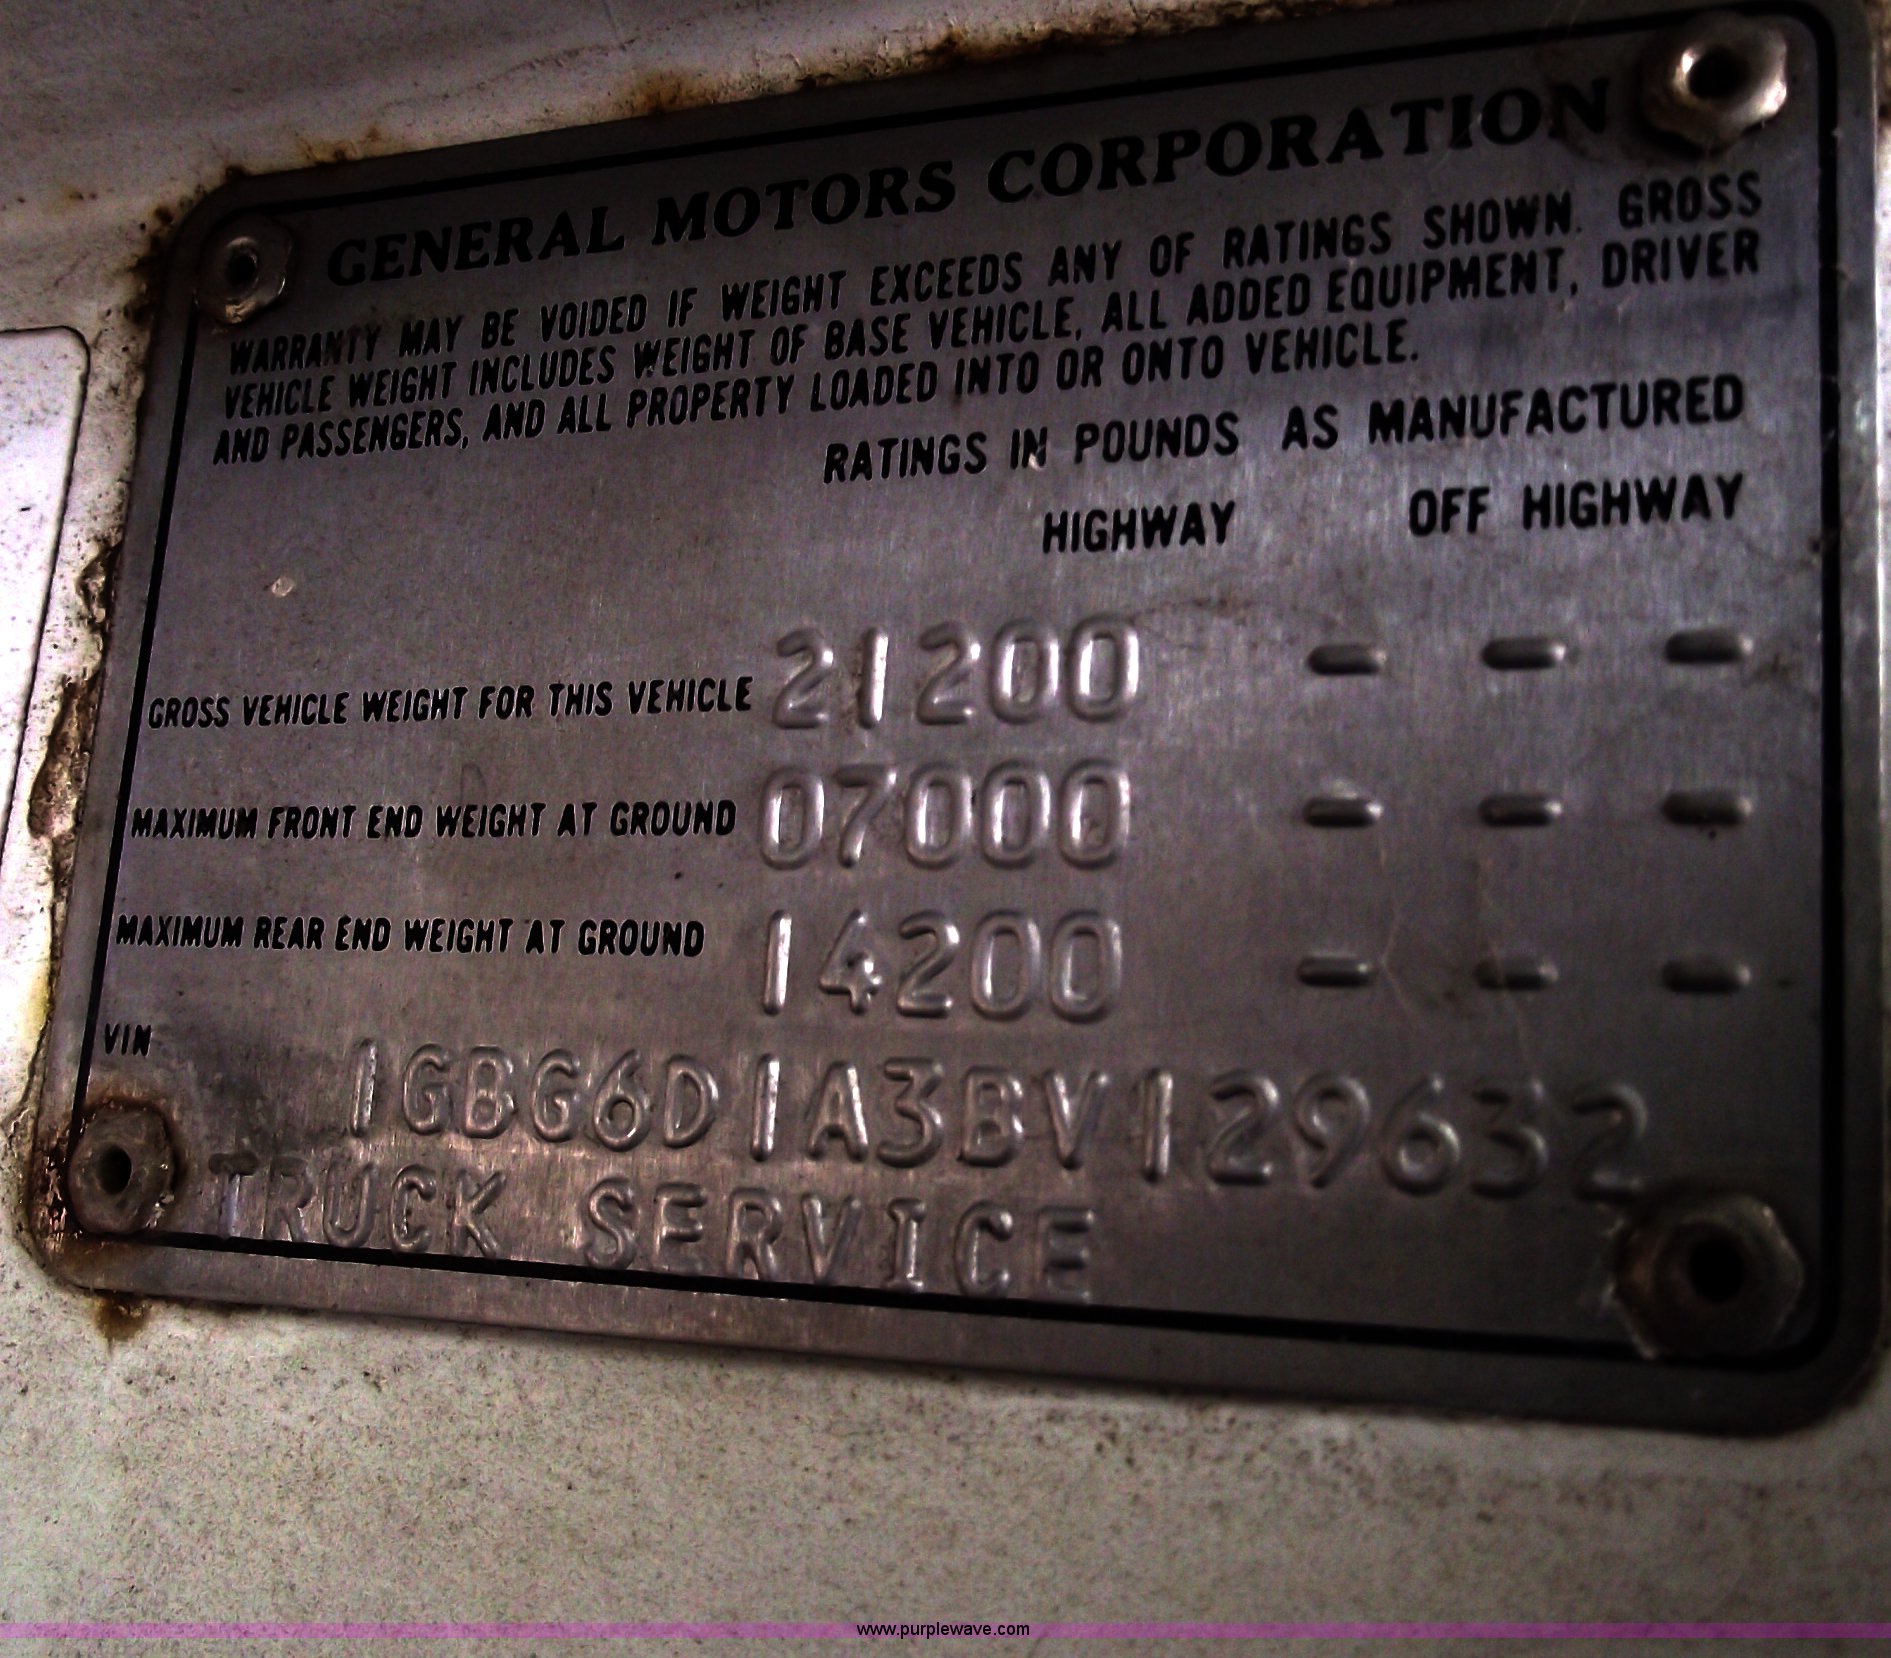 GENERAL MOTORS CORPORATION
WARRANTY MAY BE VOIDED IF WEIGHT EXCEEDS ANY OF RATINGS SHOWN. GROSS
VEHICLE WEIGHT INCLUDES WEIGHT OF BASE VEHICLE, ALL ADDED EQUIPMENT, DRIVER
AND PASSENGERS, AND ALL PROPERTY LOADED INTO OR ONTO VEHICLE.
RATINGS IN POUNDS AS MANUFACTURED
HIGHWAY OFF HIGHWAY
GROSS VEHICLE WEIGHT FOR THIS VEHICLE 21200 - - -
MAXIMUM FRONT END WEIGHT AT GROUND 07000 - - -
MAXIMUM REAR END WEIGHT AT GROUND 14200 - - -
VIN 1GBG6D1A3BV129632
TRUCK SERVICE
www.purplewave.com